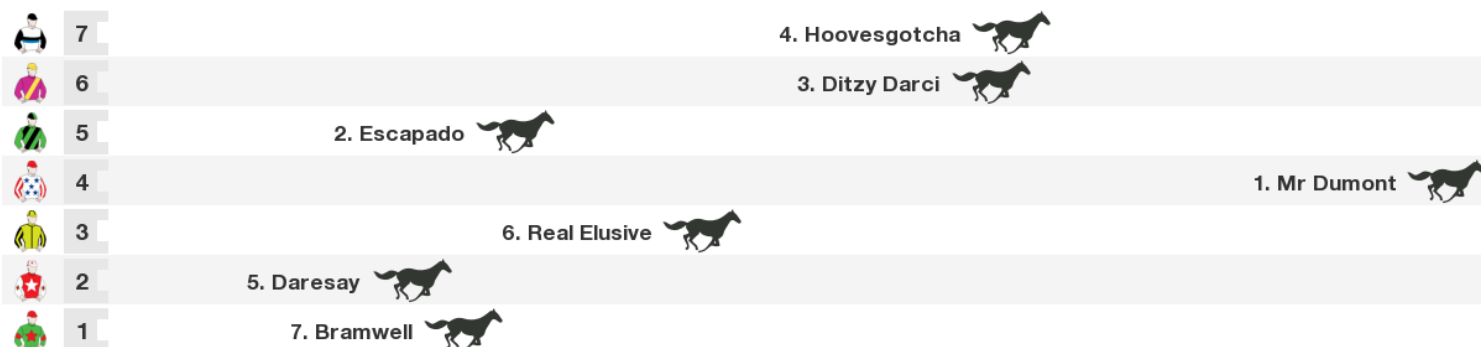 7 4. Hoovesgotcha
6 3. Ditzy Darci
5 2. Escapado
4 1. Mr Dumont
3 6. Real Elusive
2 5. Daresay
1 7. Bramwell